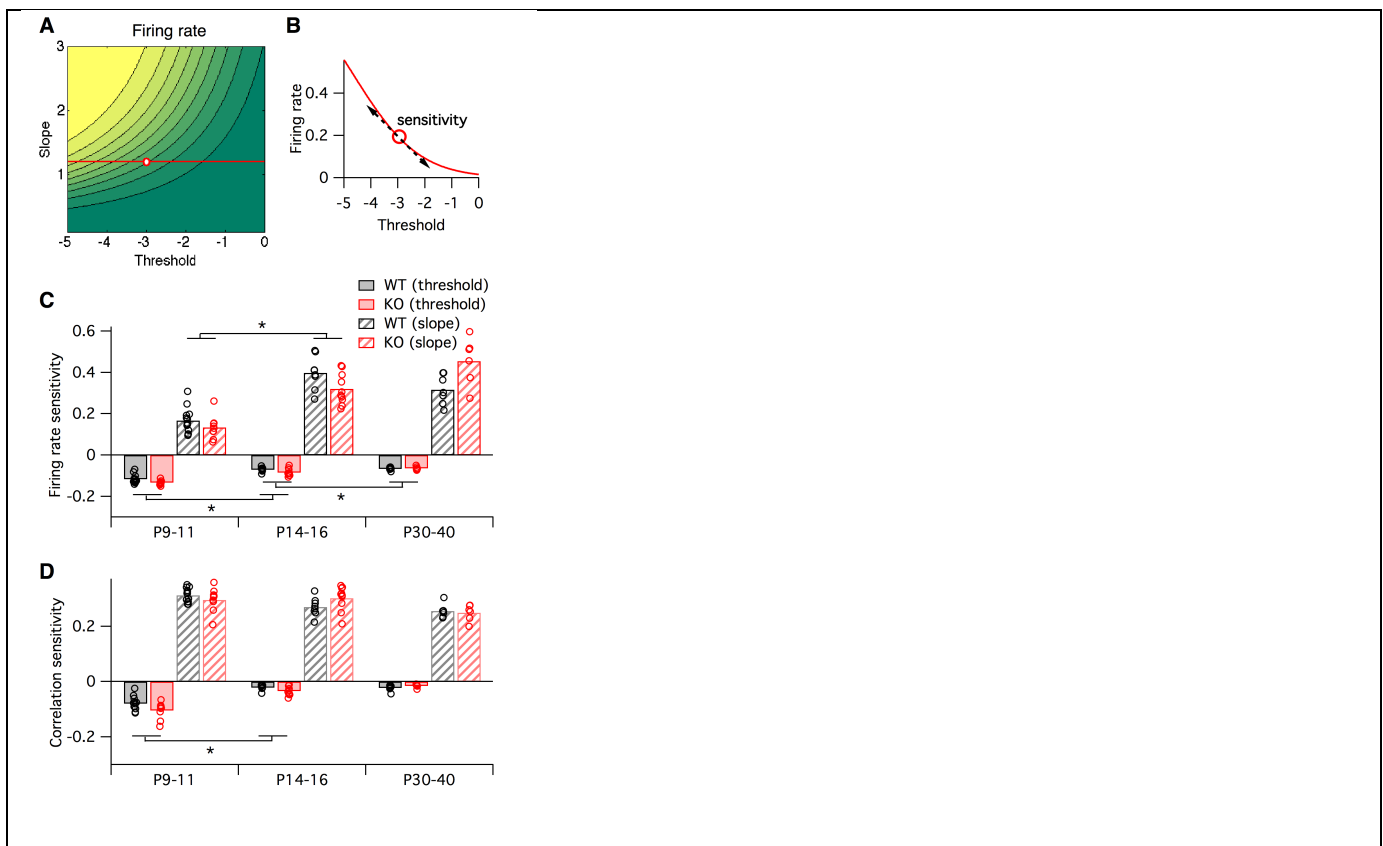 A
Firing rate
3
2
1
Slope
-5 -4 -3 -2 -1 0
Threshold
B
0.4
0.2
0
Firing rate
sensitivity
-5 -4 -3 -2 -1 0
Threshold
C
WT (threshold)
KO (threshold)
WT (slope)
KO (slope)
0.6
0.4
0.2
0
-0.2
Firing rate sensitivity
*
*
*
P9-11 P14-16 P30-40
D
0.2
0
-0.2
Correlation sensitivity
*
P9-11 P14-16 P30-40